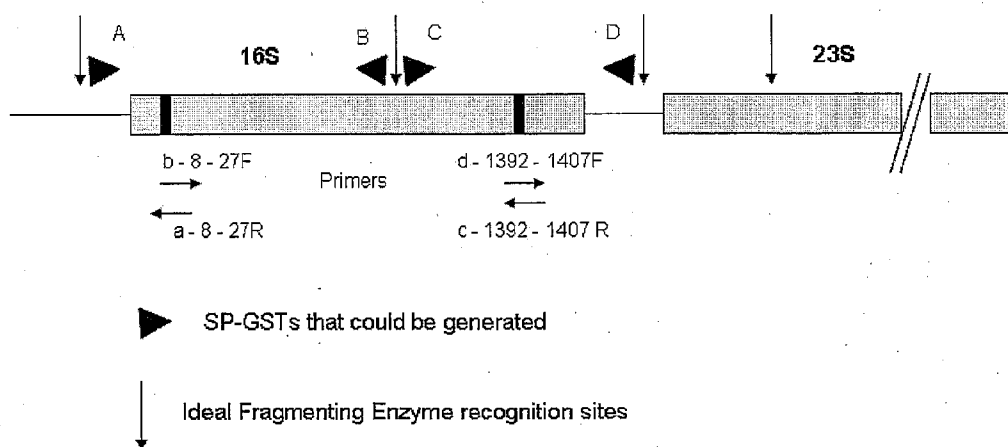 A
16S
B
C
D
23S
b - 8 - 27F
Primers
d - 1392 - 1407F
a - 8 - 27R
c - 1392 - 1407 R
SP-GSTs that could be generated
Ideal Fragmenting Enzyme recognition sites